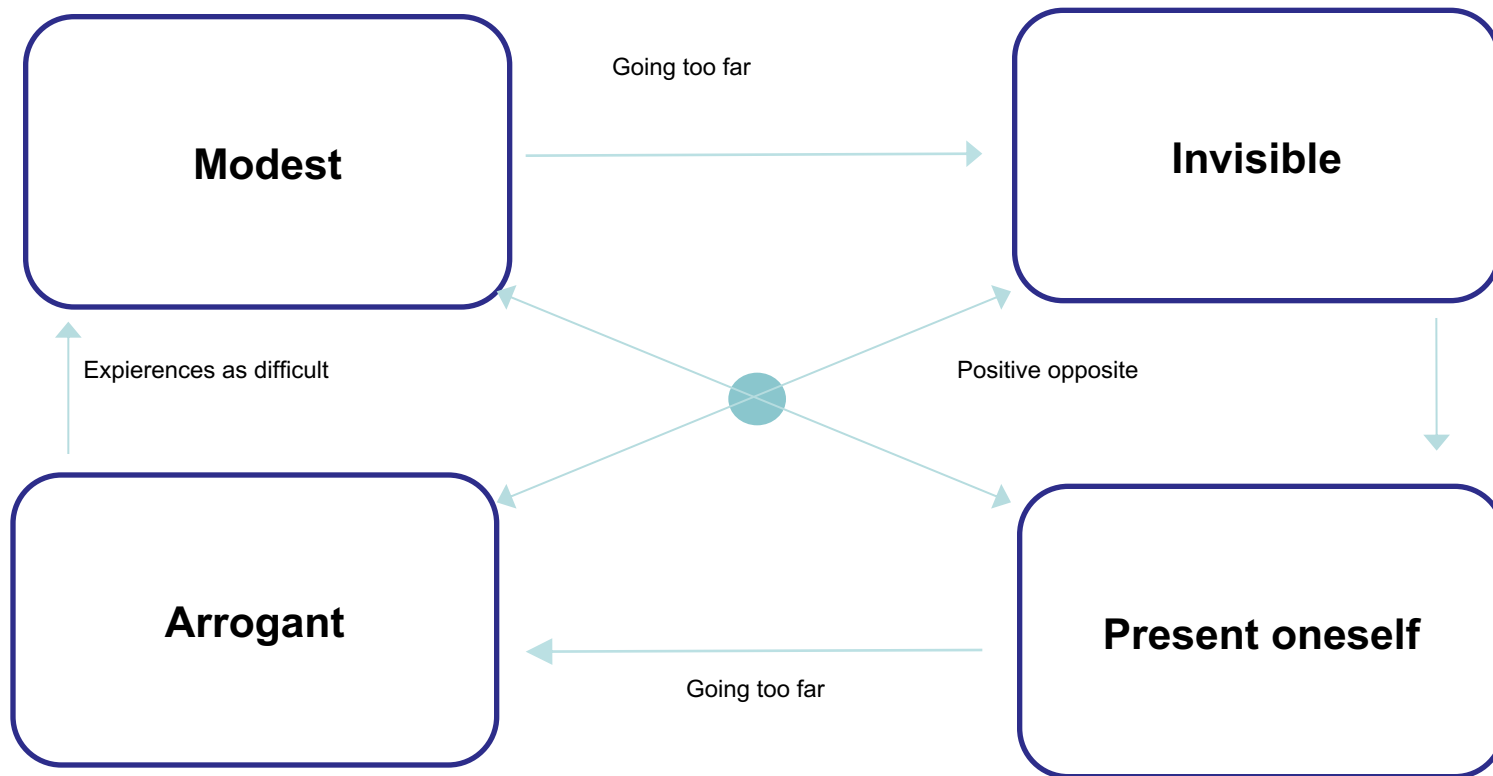 Going too far
Modest
Invisible
Expierences as difficult
Positive opposite
Arrogant
Present oneself
Going too far